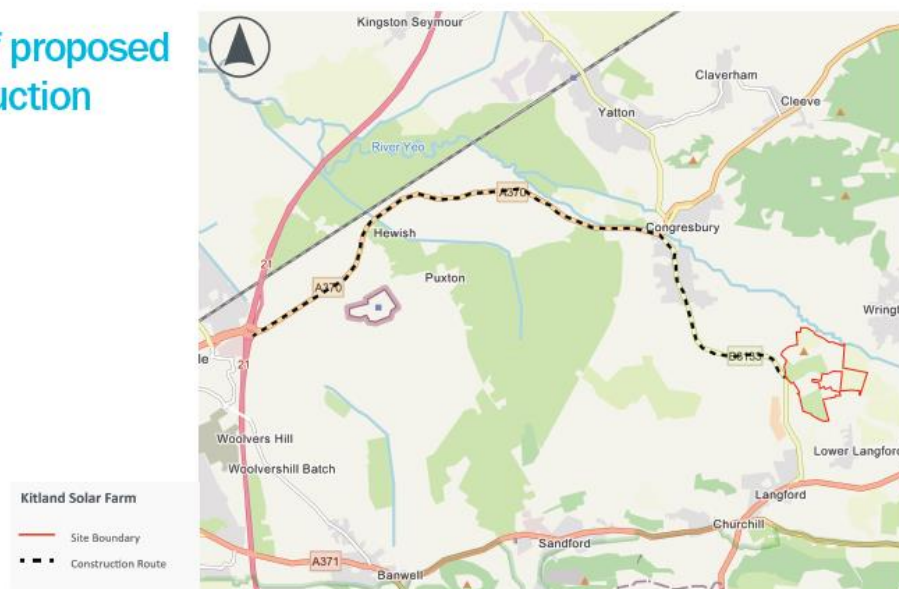 proposed
uction
Kingston Seymour
Claverham
Cleeve
Yatton
River Yeo
A370
Congresbury
Hewish
21
Puxton
A370
Wring
le
21
B3133
Woolvers Hill
Lower Langford
Woolvershill Batch
Langford
Churchill
Sandford
A371
Banwell
Kitland Solar Farm
Site Boundary
Construction Route